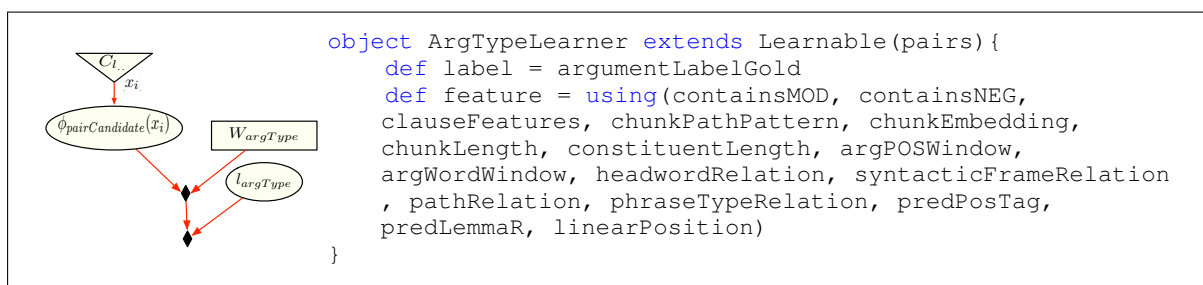 C_l..
x_i
ϕ_pairCandidate(x_i)
W_argType
l_argType
object ArgTypeLearner extends Learnable(pairs){
def label = argumentLabelGold
def feature = using(containsMOD, containsNEG,
clauseFeatures, chunkPathPattern, chunkEmbedding,
chunkLength, constituentLength, argPOSWindow,
argWordWindow, headwordRelation, syntacticFrameRelation
, pathRelation, phraseTypeRelation, predPosTag,
predLemmaR, linearPosition)
}